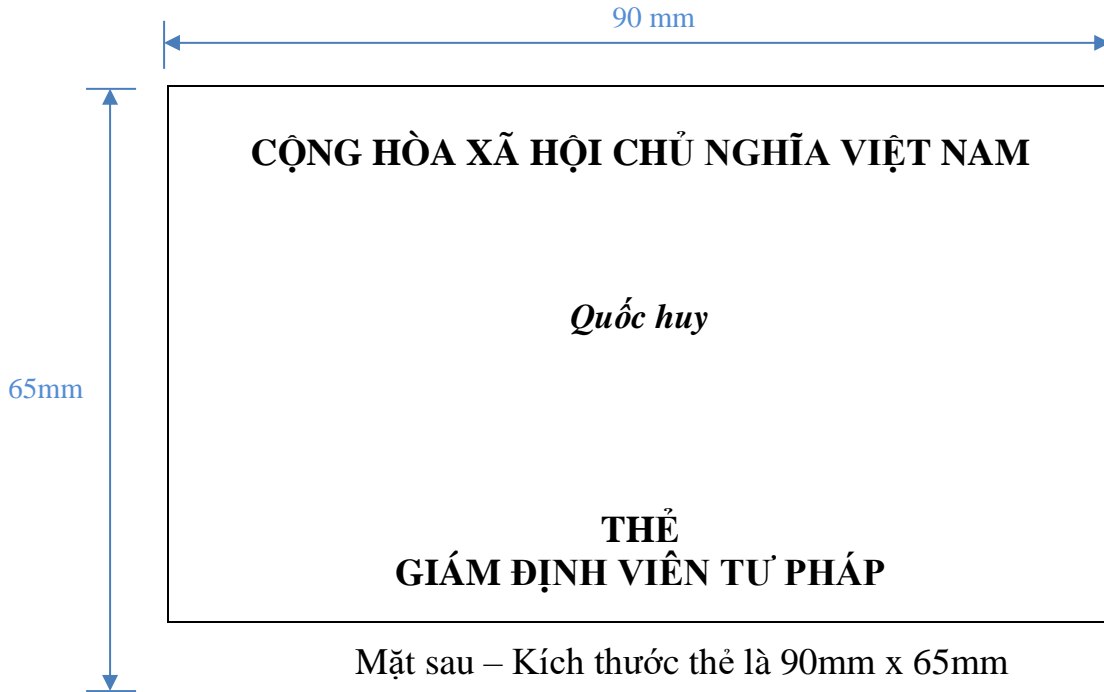 90 mm
CỘNG HÒA XÃ HỘI CHỦ NGHĨA VIỆT NAM
Quốc huy
65mm
THẺ
GIÁM ĐỊNH VIÊN TƯ PHÁP
Mặt sau – Kích thước thẻ là 90mm x 65mm